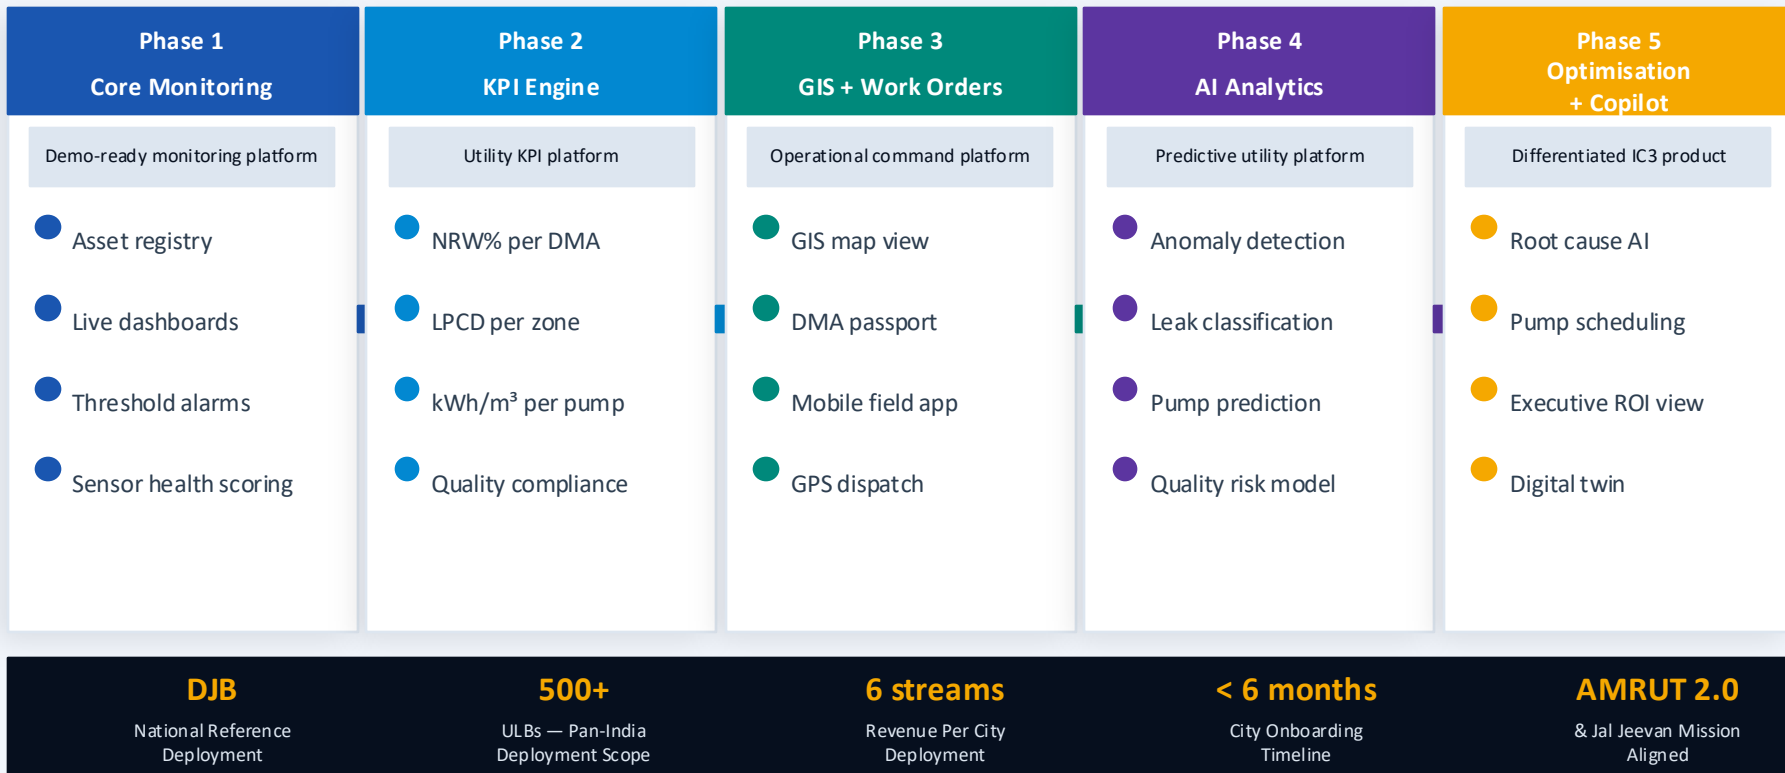 Phase 1
Core Monitoring
Demo-ready monitoring platform
Asset registry
Live dashboards
Threshold alarms
Sensor health scoring
Phase 2
KPI Engine
Utility KPI platform
NRW% per DMA
LPCD per zone
kWh/m³ per pump
Quality compliance
Phase 3
GIS + Work Orders
Operational command platform
GIS map view
DMA passport
Mobile field app
GPS dispatch
Phase 4
AI Analytics
Predictive utility platform
Anomaly detection
Leak classification
Pump prediction
Quality risk model
Phase 5
Optimisation
+ Copilot
Differentiated IC3 product
Root cause AI
Pump scheduling
Executive ROI view
Digital twin
DJB
National Reference
Deployment
500+
ULBs — Pan-India
Deployment Scope
6 streams
Revenue Per City
Deployment
< 6 months
City Onboarding
Timeline
AMRUT 2.0
& Jal Jeevan Mission
Aligned